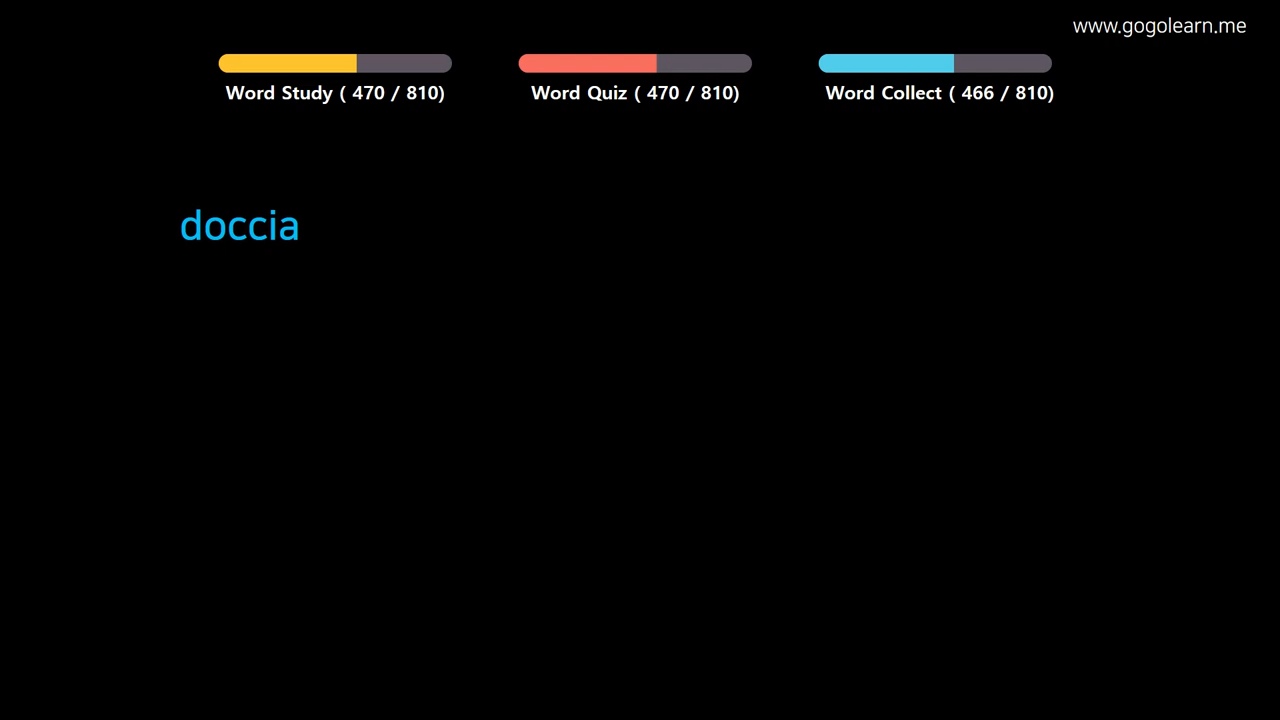 www.gogolearn.me
Word Study ( 470 / 810)
Word Quiz ( 470 / 810)
Word Collect ( 466 / 810)
doccia